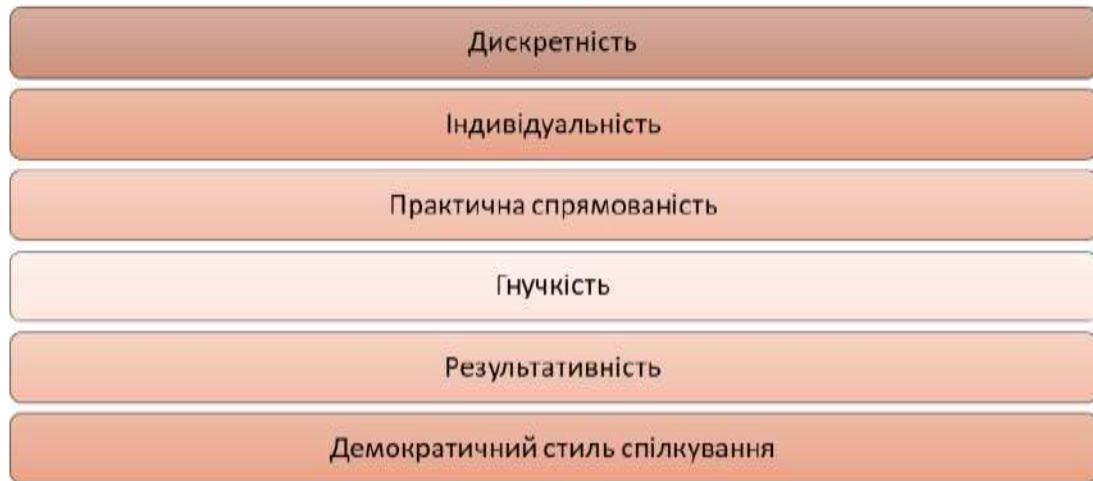 Дискретність
Індивідуальність
Практична спрямованість
Гнучкість
Результативність
Демократичний стиль спілкування